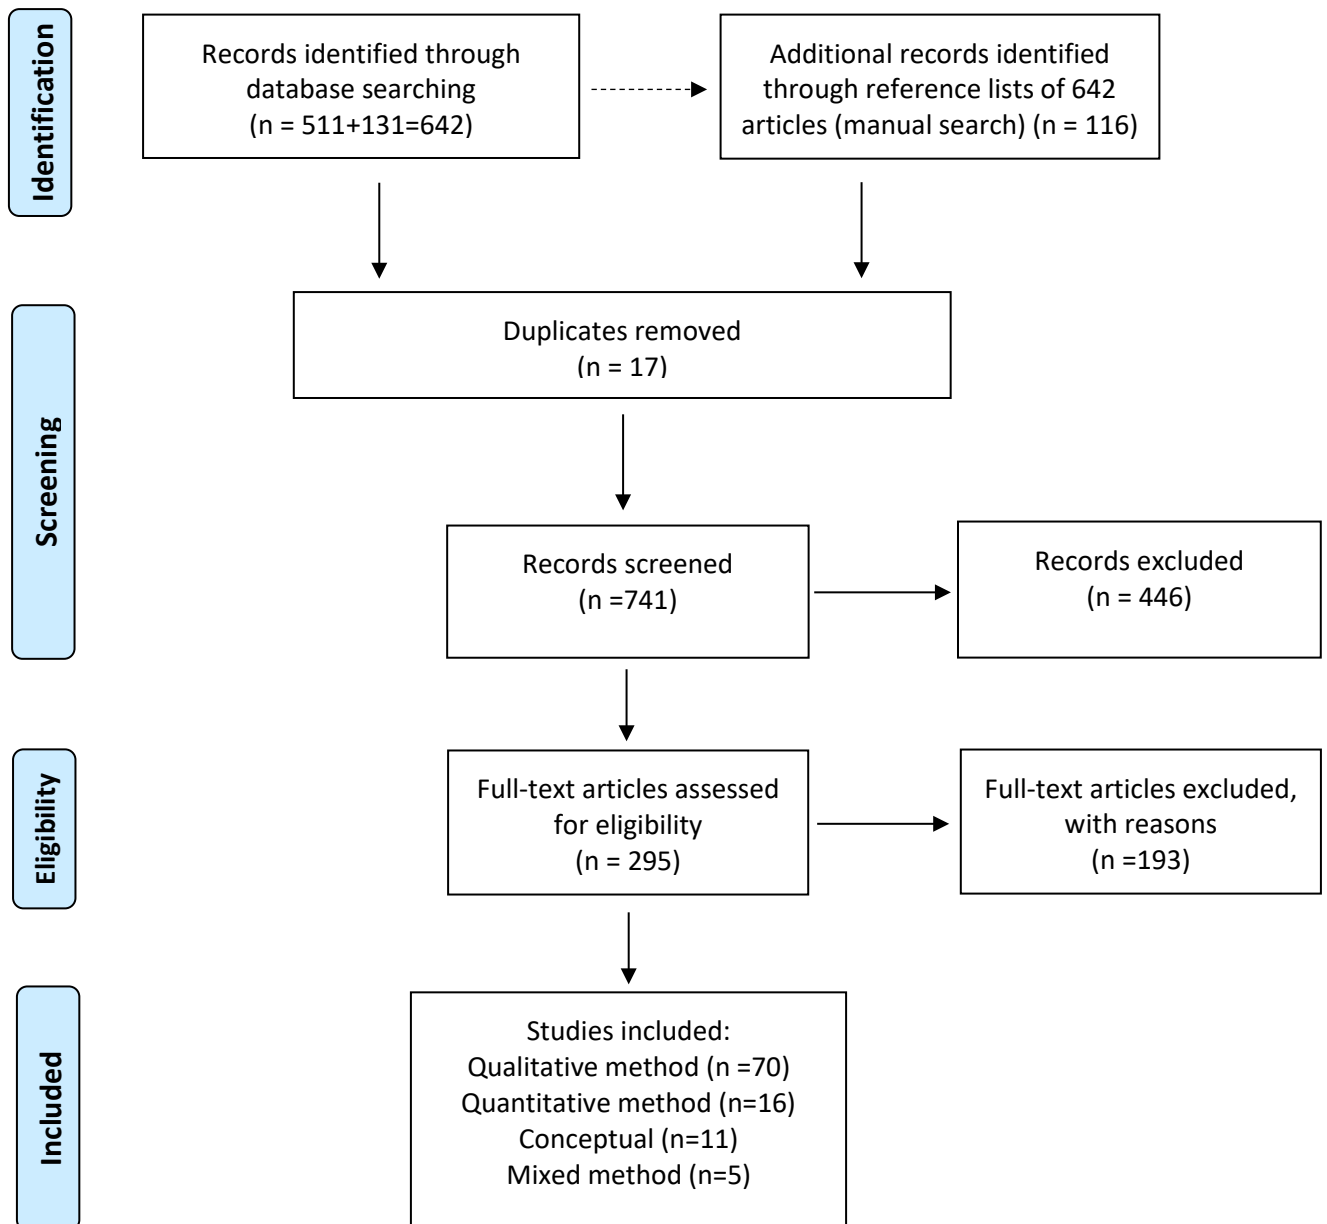 Identification
Records identified through
database searching
(n = 511+131=642)
Additional records identified
through reference lists of 642
articles (manual search) (n = 116)
Screening
Duplicates removed
(n = 17)
Records screened
(n =741)
Records excluded
(n = 446)
Eligibility
Full-text articles assessed
for eligibility
(n = 295)
Full-text articles excluded,
with reasons
(n =193)
Included
Studies included:
Qualitative method (n =70)
Quantitative method (n=16)
Conceptual (n=11)
Mixed method (n=5)